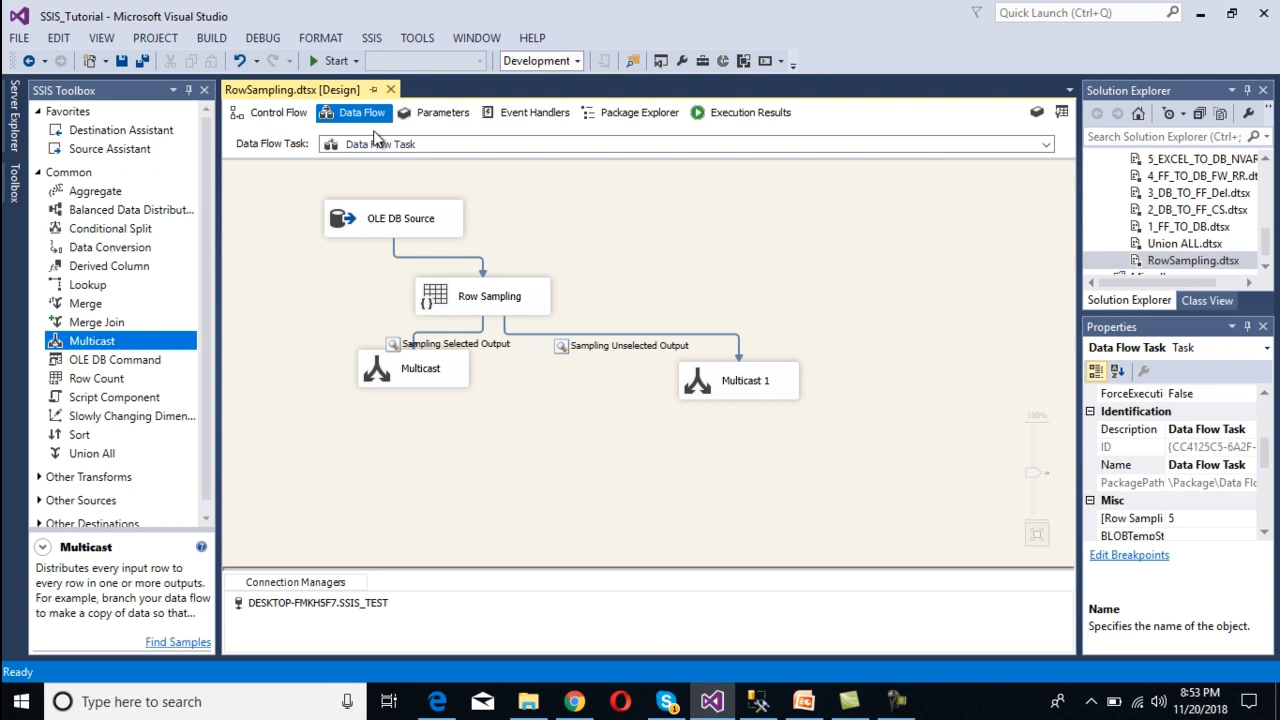 SSIS_Tutorial - Microsoft Visual Studio
Quick Launch (Ctrl+Q)
FILE EDIT VIEW PROJECT BUILD DEBUG FORMAT SSIS TOOLS WINDOW HELP
Start
Development
Server Explorer
Toolbox
SSIS Toolbox
Favorites
Destination Assistant
Source Assistant
Common
Aggregate
Balanced Data Distribut...
Conditional Split
Data Conversion
Derived Column
Lookup
Merge
Merge Join
Multicast
OLE DB Command
Row Count
Script Component
Slowly Changing Dimen...
Sort
Union All
Other Transforms
Other Sources
Other Destinations
Multicast
Distributes every input row to
every row in one or more outputs.
For example, branch your data flow
to make a copy of data so that...
Find Samples
RowSampling.dtsx [Design]
Control Flow Data Flow Parameters Event Handlers Package Explorer Execution Results
Data Flow Task: Data Flow Task
OLE DB Source
Row Sampling
Sampling Selected Output
Sampling Unselected Output
Multicast
Multicast 1
100%
Connection Managers
DESKTOP-FMKH5F7.SSIS_TEST
Solution Explorer
Search Solution Explorer (Ctrl+;
5_EXCEL_TO_DB_NVAR
4_FF_TO_DB_FW_RR.dt
3_DB_TO_FF_Del.dtsx
2_DB_TO_FF_CS.dtsx
1_FF_TO_DB.dtsx
Union ALL.dtsx
RowSampling.dtsx
Solution Explorer Class View
Properties
Data Flow Task Task
ForceExecuti False
Identification
Description Data Flow Task
ID {CC4125C5-6A2F-
Name Data Flow Task
PackagePath \Package\Data Flo
Misc
[Row Sampli 5
BLOBTempSt
Edit Breakpoints
Name
Specifies the name of the object.
Ready
Type here to search
8:53 PM
11/20/2018